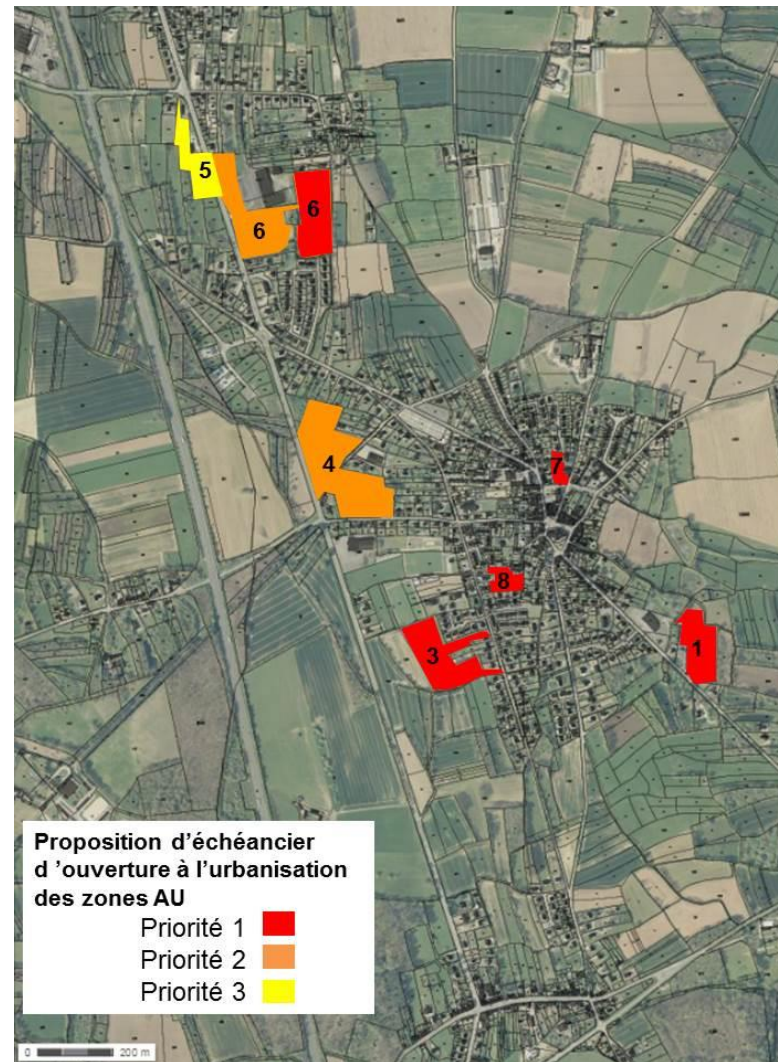 5
6
6
4
7
8
3
1
Proposition d'échéancier
d 'ouverture à l'urbanisation
des zones AU
Priorité 1
Priorité 2
Priorité 3
0 200 m